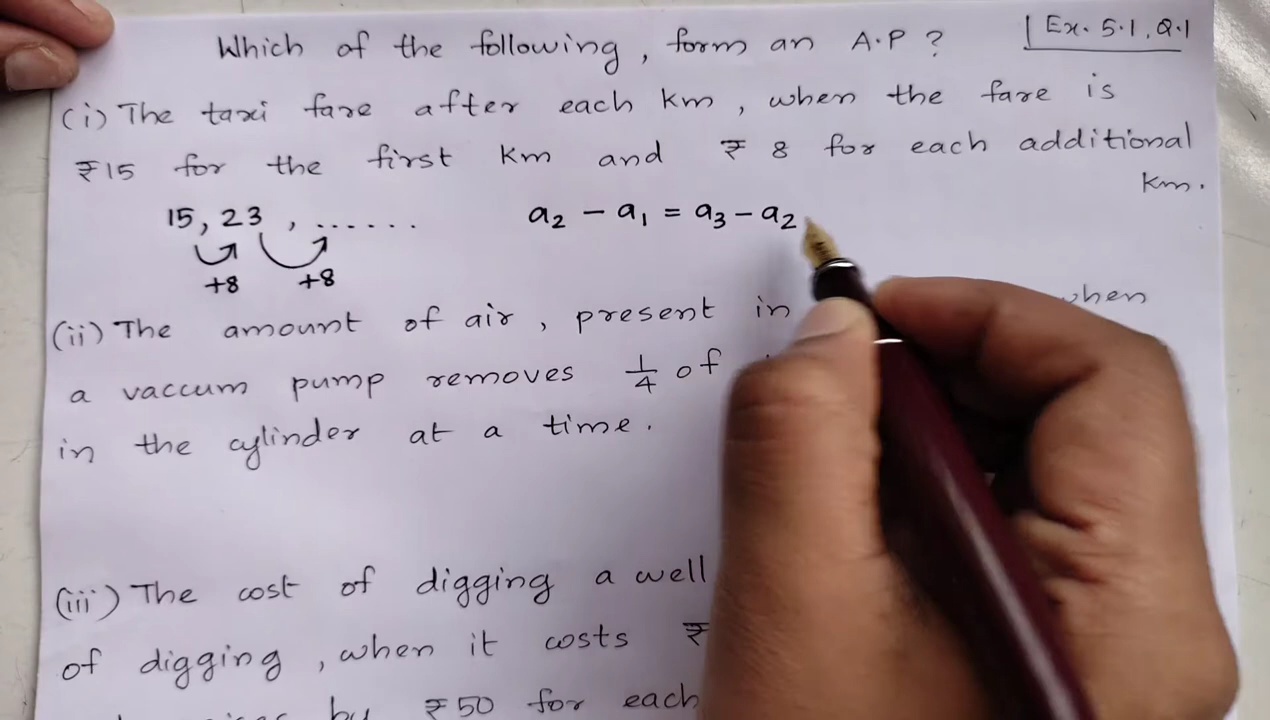 Which of the following, form an A.P?
Ex. 5.1, Q.1
(i) The taxi fare after each km, when the fare is
₹15 for the first km and ₹ 8 for each additional
km.
15, 23, ......
a₂ - a₁ = a₃ - a₂
+8 +8
(ii) The amount of air, present in when
a vaccum pump removes 1/4 of
in the cylinder at a time.
(iii) The cost of digging a well
of digging, when it costs ₹
by ₹50 for each